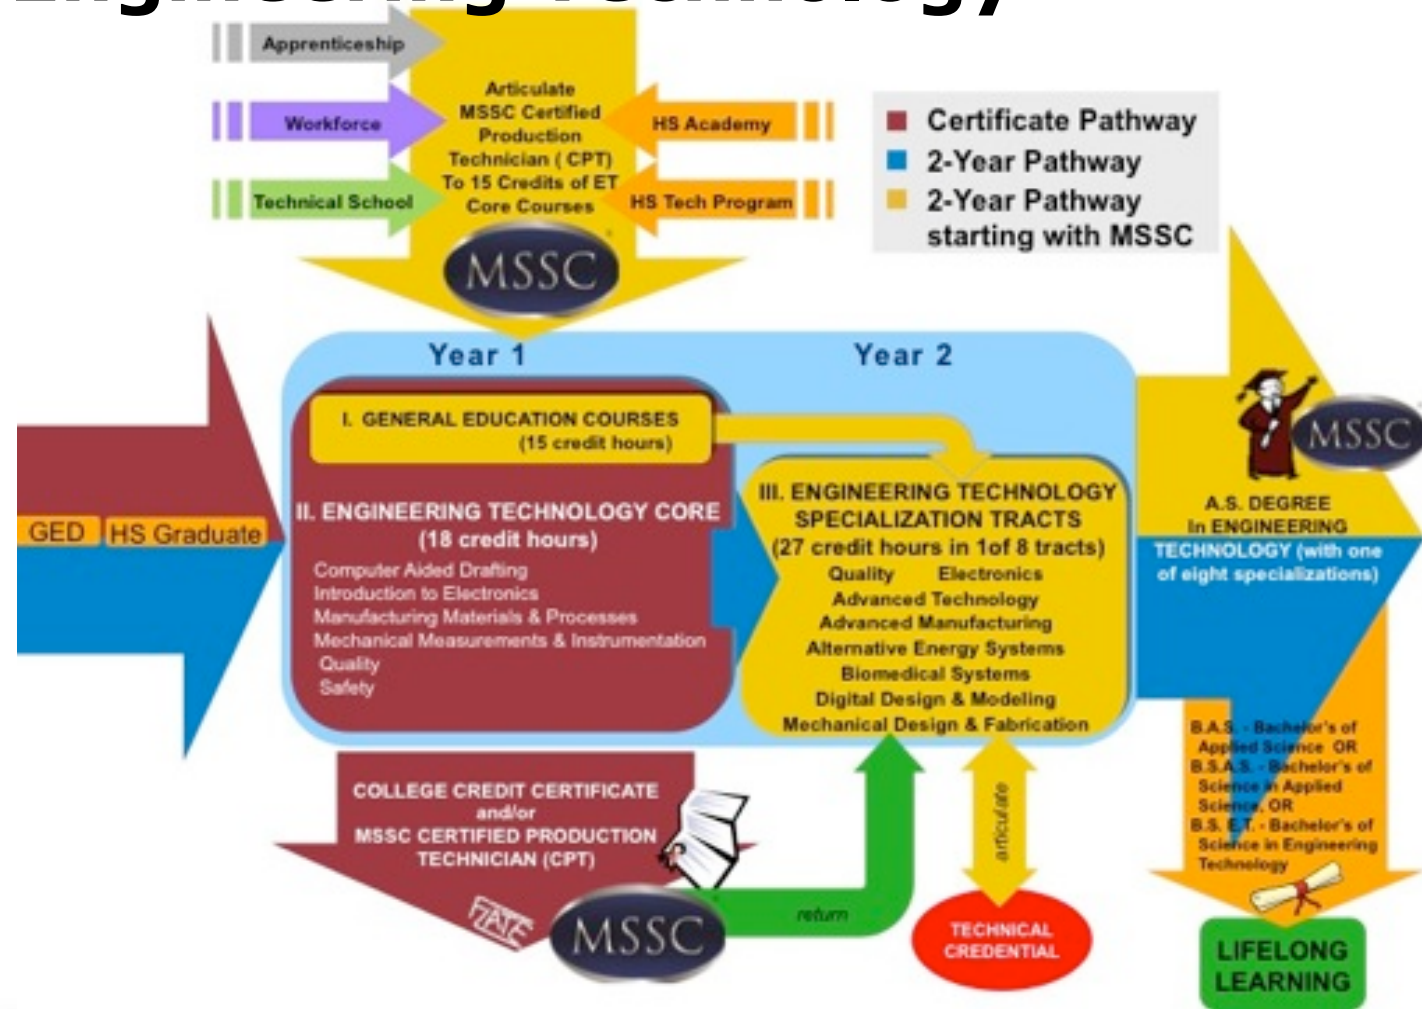 Engineering Technology
Apprenticeship
Workforce
Technical School
Articulate
MSSC Certified
Production
Technician ( CPT)
To 15 Credits of ET
Core Courses
MSSC
HS Academy
HS Tech Program
Certificate Pathway
2-Year Pathway
2-Year Pathway
starting with MSSC
Year 1
Year 2
GED
HS Graduate
I. GENERAL EDUCATION COURSES
(15 credit hours)
II. ENGINEERING TECHNOLOGY CORE
(18 credit hours)
Computer Aided Drafting
Introduction to Electronics
Manufacturing Materials & Processes
Mechanical Measurements & Instrumentation
Quality
Safety
III. ENGINEERING TECHNOLOGY
SPECIALIZATION TRACTS
(27 credit hours in 1of 8 tracts)
Quality Electronics
Advanced Technology
Advanced Manufacturing
Alternative Energy Systems
Biomedical Systems
Digital Design & Modeling
Mechanical Design & Fabrication
MSSC
A.S. DEGREE
In ENGINEERING
TECHNOLOGY (with one
of eight specializations)
COLLEGE CREDIT CERTIFICATE
and/or
MSSC CERTIFIED PRODUCTION
TECHNICIAN (CPT)
MSSC
return
articulate
TECHNICAL
CREDENTIAL
B.A.S. - Bachelor's of
Applied Science OR
B.S.A.S. - Bachelor's of
Science in Applied
Science, OR
B.S. E.T. - Bachelor's of
Science in Engineering
Technology
LIFELONG
LEARNING